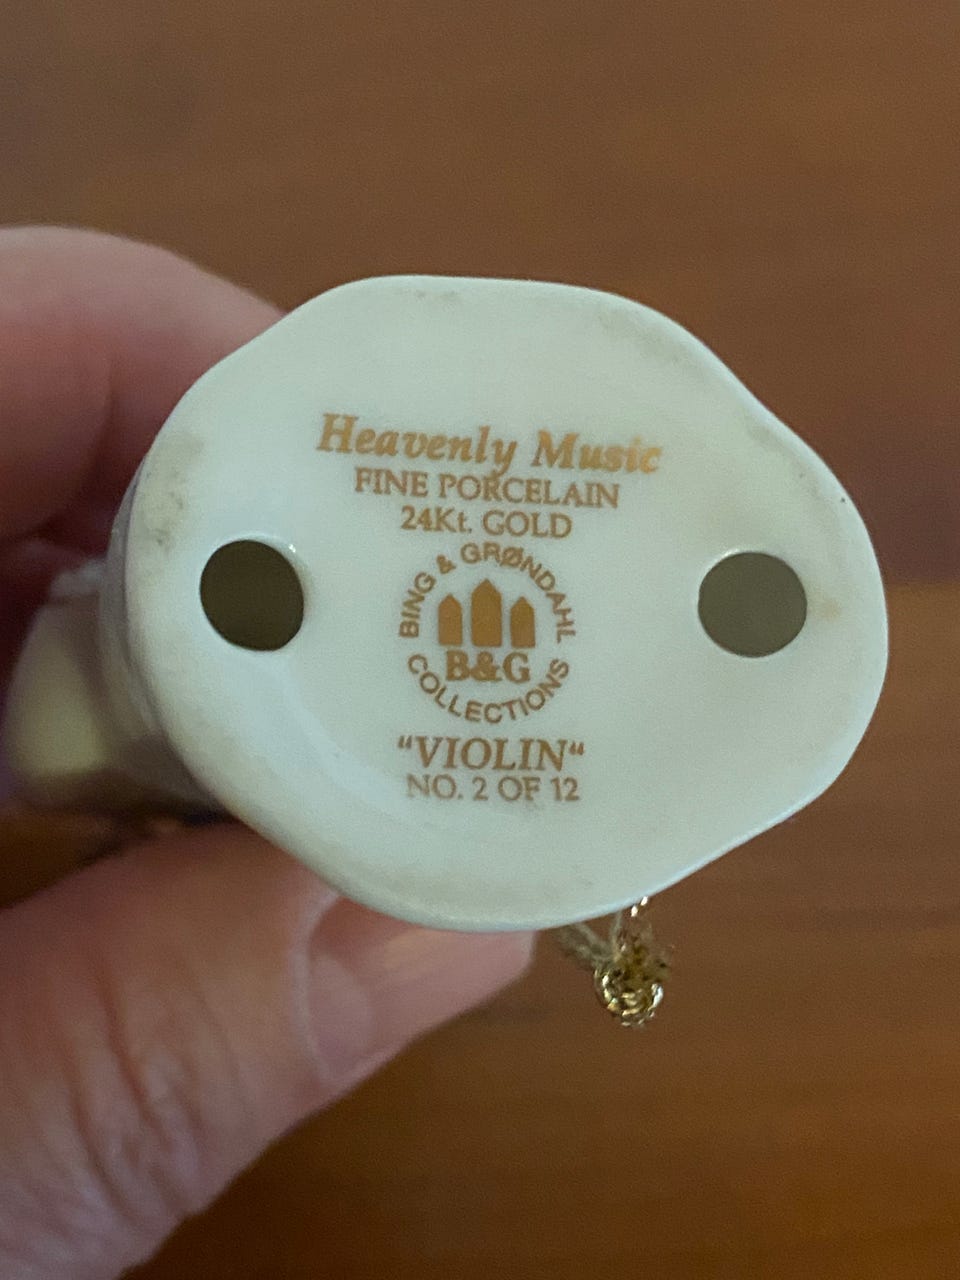 Heavenly Music
FINE PORCELAIN
24Kt. GOLD
BING & GRØNDAHL
B&G
COLLECTIONS
“VIOLIN“
NO. 2 OF 12